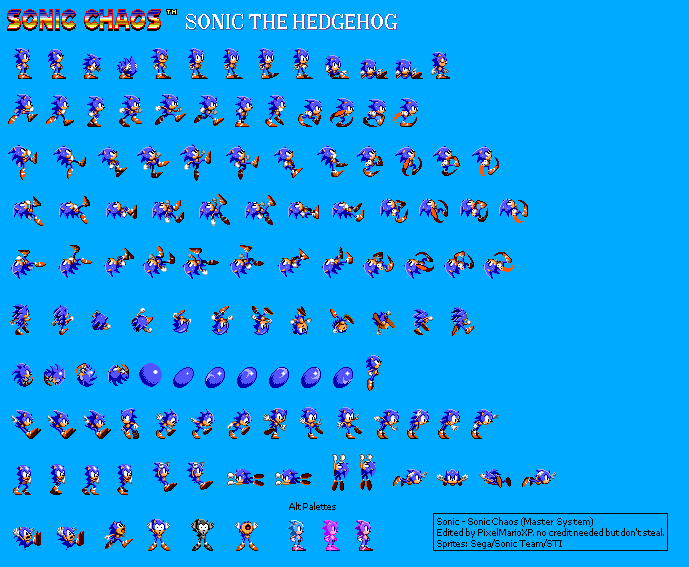 SONIC CHAOS™ SONIC THE HEDGEHOG
Alt Palettes
Sonic - Sonic Chaos (Master System)
Edited by PixelMarioXP. no credit needed but don't steal.
Sprites: Sega/Sonic Team/STI